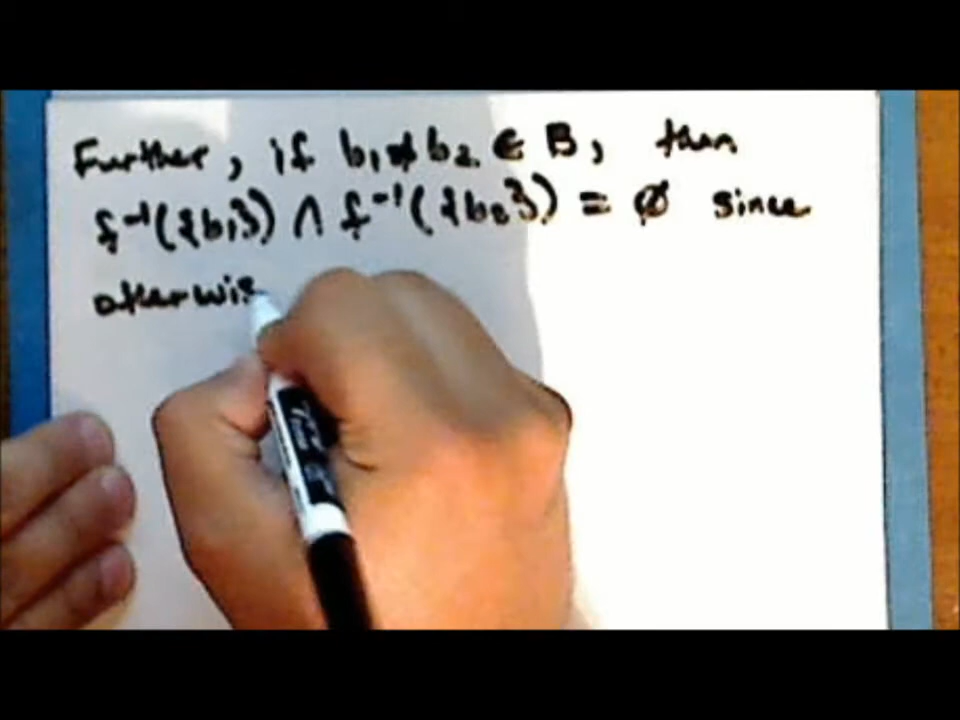 Further, if b₁ ≠ b₂ ∈ B, then
f⁻¹({b₁}) ∩ f⁻¹({b₂}) = ∅ since
otherwis